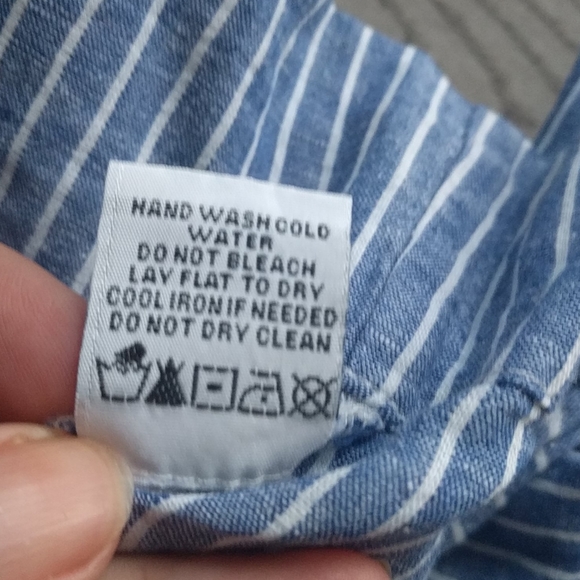 HAND WASH COLD
WATER
DO NOT BLEACH
LAY FLAT TO DRY
COOL IRON IF NEEDED
DO NOT DRY CLEAN